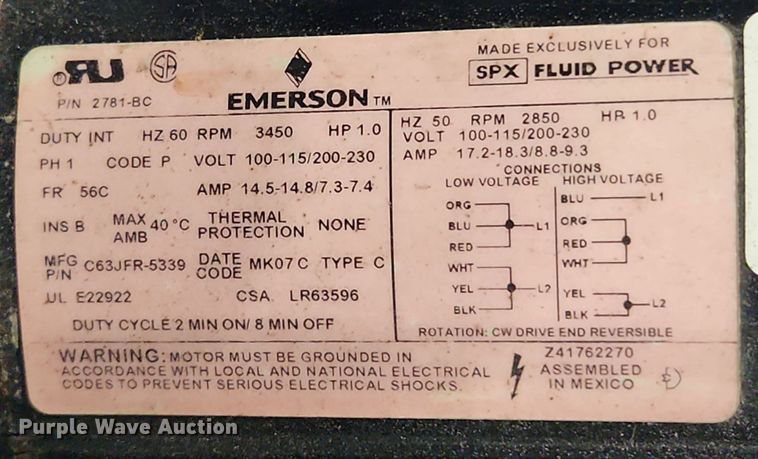 MADE EXCLUSIVELY FOR
SPX FLUID POWER
P/N 2781-BC
EMERSON TM
DUTY INT HZ 60 RPM 3450 HP 1.0
PH 1 CODE P VOLT 100-115/200-230
FR 56C AMP 14.5-14.8/7.3-7.4
INS B MAX AMB 40°C THERMAL PROTECTION NONE
MFG P/N C63JFR-5339 DATE CODE MK07 C TYPE C
UL E22922 CSA LR63596
DUTY CYCLE 2 MIN ON/ 8 MIN OFF
HZ 50 RPM 2850 HP 1.0
VOLT 100-115/200-230
AMP 17.2-18.3/8.8-9.3
CONNECTIONS
LOW VOLTAGE
ORG
BLU L1
RED
WHT
YEL L2
BLK
HIGH VOLTAGE
BLU L1
ORG
RED
WHT
YEL
BLK L2
ROTATION: CW DRIVE END REVERSIBLE
WARNING: MOTOR MUST BE GROUNDED IN
ACCORDANCE WITH LOCAL AND NATIONAL ELECTRICAL
CODES TO PREVENT SERIOUS ELECTRICAL SHOCKS.
Z41762270
ASSEMBLED
IN MEXICO
Purple Wave Auction